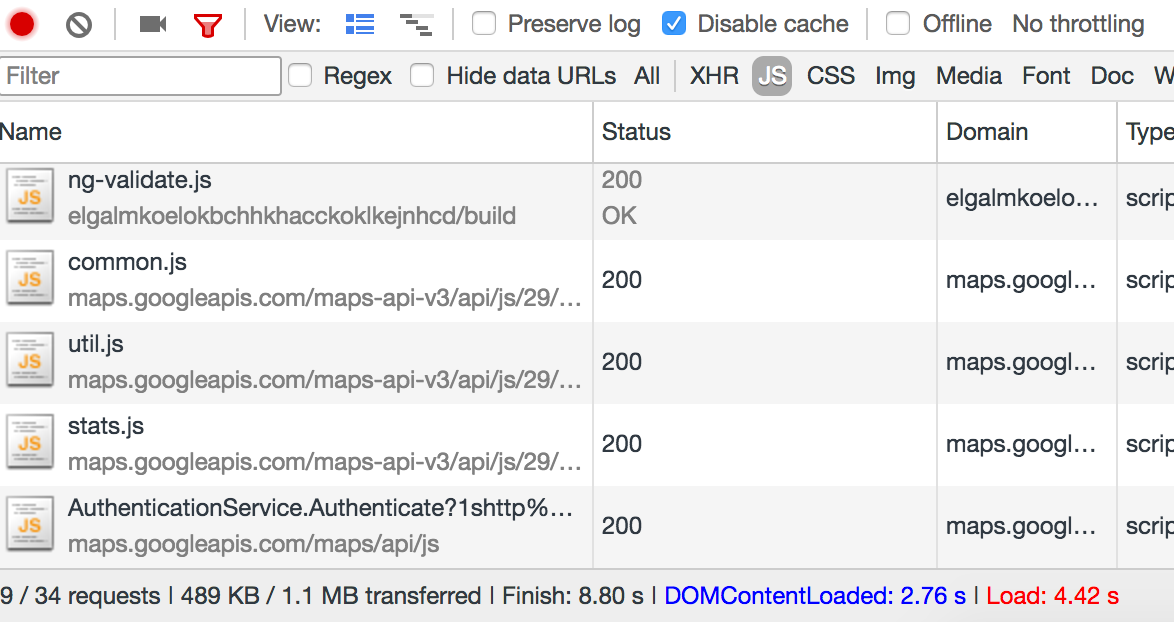 View: Preserve log Disable cache Offline No throttling
Filter Regex Hide data URLs All XHR JS CSS Img Media Font Doc
Name Status Domain Type
JS ng-validate.js 200
elgalmkoelokbchhkhacckoklkejnhcd/build OK elgalmkoelo… scrip
JS common.js
maps.googleapis.com/maps-api-v3/api/js/29/… 200 maps.googl… scrip
JS util.js
maps.googleapis.com/maps-api-v3/api/js/29/… 200 maps.googl… scrip
JS stats.js
maps.googleapis.com/maps-api-v3/api/js/29/… 200 maps.googl… scrip
JS AuthenticationService.Authenticate?1shttp%…
maps.googleapis.com/maps/api/js 200 maps.googl… scrip
9 / 34 requests | 489 KB / 1.1 MB transferred | Finish: 8.80 s | DOMContentLoaded: 2.76 s | Load: 4.42 s